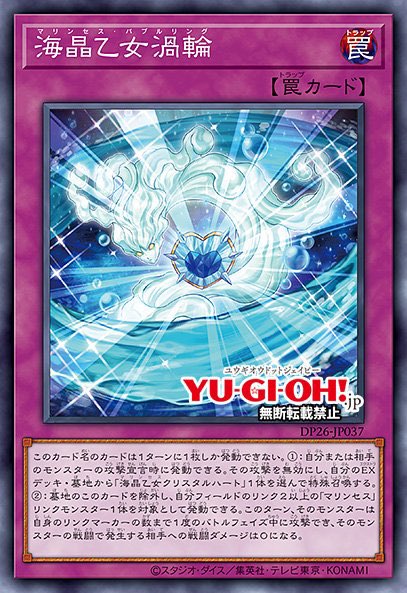 マリンセス・バブルリング
海晶乙女渦輪
トラップ
罠
【罠カード】
トラップ
ユウギオウドットジェイピー
YU-GI-OH!.jp
無断転載禁止
DP26-JP037
このカード名のカードは1ターンに1枚しか発動できない。①:自分または相手
のモンスターの攻撃宣言時に発動できる。その攻撃を無効にし、自分のEX
デッキ・墓地から「海晶乙女クリスタルハート」1体を選んで特殊召喚する。
②:墓地のこのカードを除外し、自分フィールドのリンク2以上の「マリンセス」
リンクモンスター1体を対象として発動できる。このターン、そのモンスターは
自身のリンクマーカーの数まで1度のバトルフェイズ中に攻撃でき、そのモン
スターの戦闘で発生する相手への戦闘ダメージは0になる。
©スタジオ・ダイス/集英社・テレビ東京・KONAMI